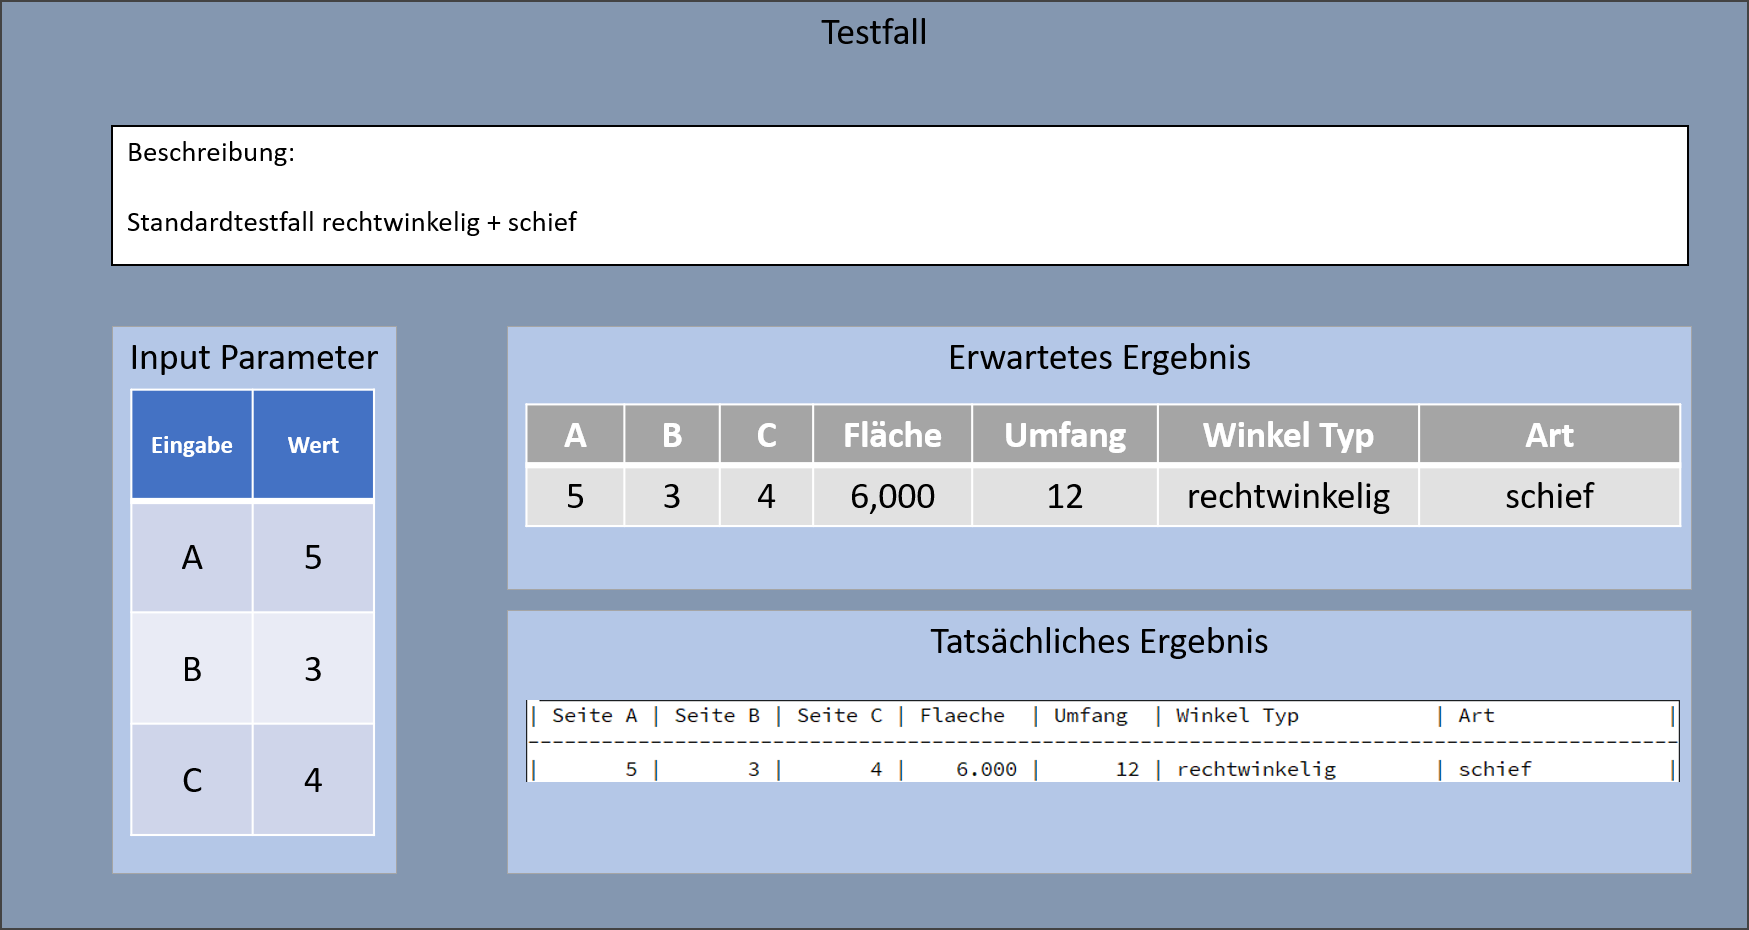 Testfall
Beschreibung:
Standardtestfall rechtwinkelig + schief
Input Parameter
Eingabe Wert
A 5
B 3
C 4
Erwartetes Ergebnis
A B C Fläche Umfang Winkel Typ Art
5 3 4 6,000 12 rechtwinkelig schief
Tatsächliches Ergebnis
| Seite A | Seite B | Seite C | Flaeche | Umfang | Winkel Typ | Art |
----------------------------------------------------------------------------------------------
| 5 | 3 | 4 | 6.000 | 12 | rechtwinkelig | schief |